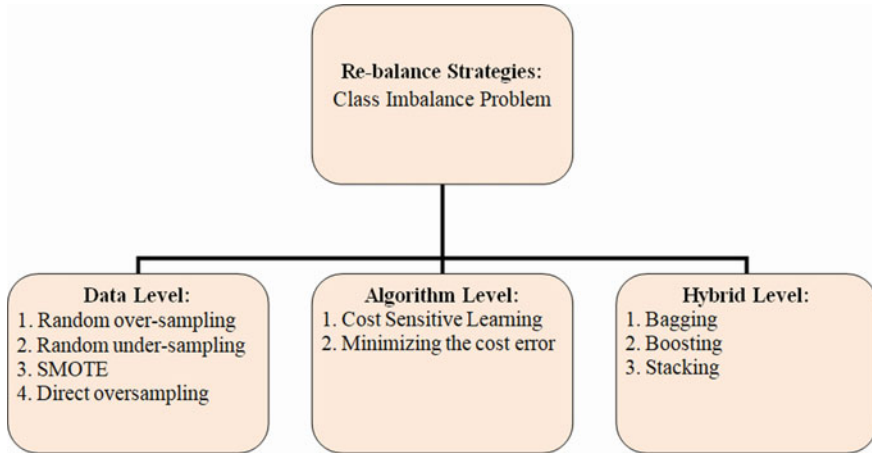 Re-balance Strategies:
Class Imbalance Problem
Data Level:
1. Random over-sampling
2. Random under-sampling
3. SMOTE
4. Direct oversampling
Algorithm Level:
1. Cost Sensitive Learning
2. Minimizing the cost error
Hybrid Level:
1. Bagging
2. Boosting
3. Stacking